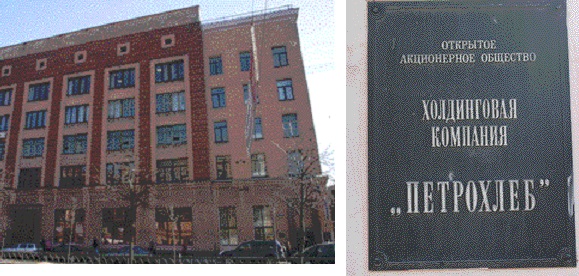 ОТКРЫТОЕ
АКЦИОНЕРНОЕ ОБЩЕСТВО
ХОЛДИНГОВАЯ
КОМПАНИЯ
„ПЕТРОХЛЕБ"